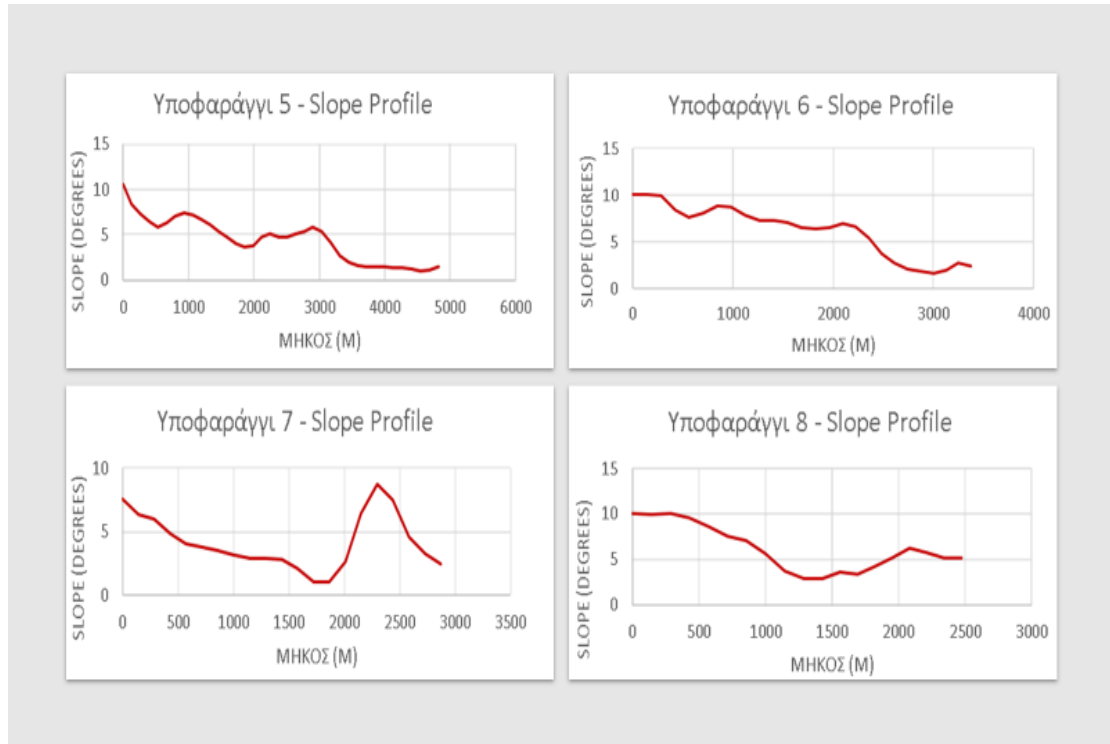 Υποφαράγγι 5 - Slope Profile
SLOPE (DEGREES)
15
10
5
0
0 1000 2000 3000 4000 5000 6000
ΜΗΚΟΣ (M)
Υποφαράγγι 6 - Slope Profile
SLOPE (DEGREES)
15
10
5
0
0 1000 2000 3000 4000
ΜΗΚΟΣ (M)
Υποφαράγγι 7 - Slope Profile
SLOPE (DEGREES)
10
5
0
0 500 1000 1500 2000 2500 3000 3500
ΜΗΚΟΣ (M)
Υποφαράγγι 8 - Slope Profile
SLOPE (DEGREES)
15
10
5
0
0 500 1000 1500 2000 2500 3000
ΜΗΚΟΣ (M)